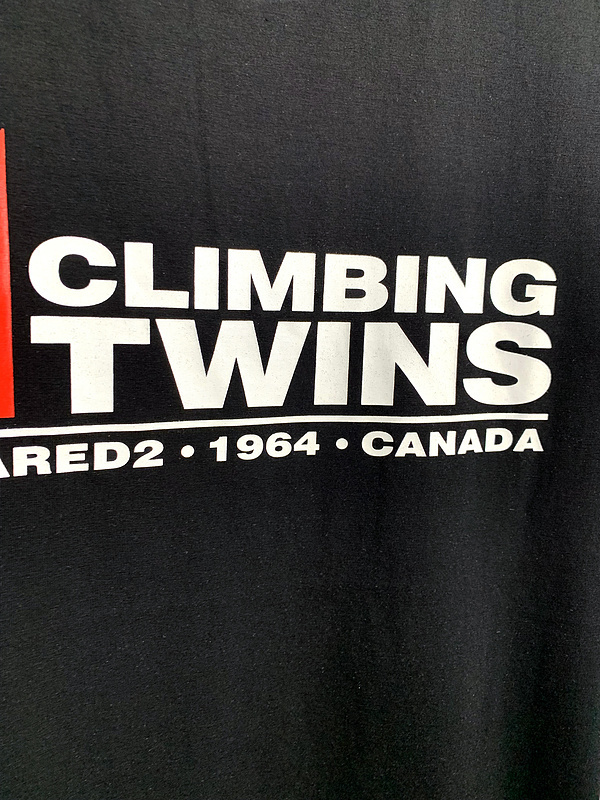 CLIMBING
TWINS
ARED2 • 1964 • CANADA